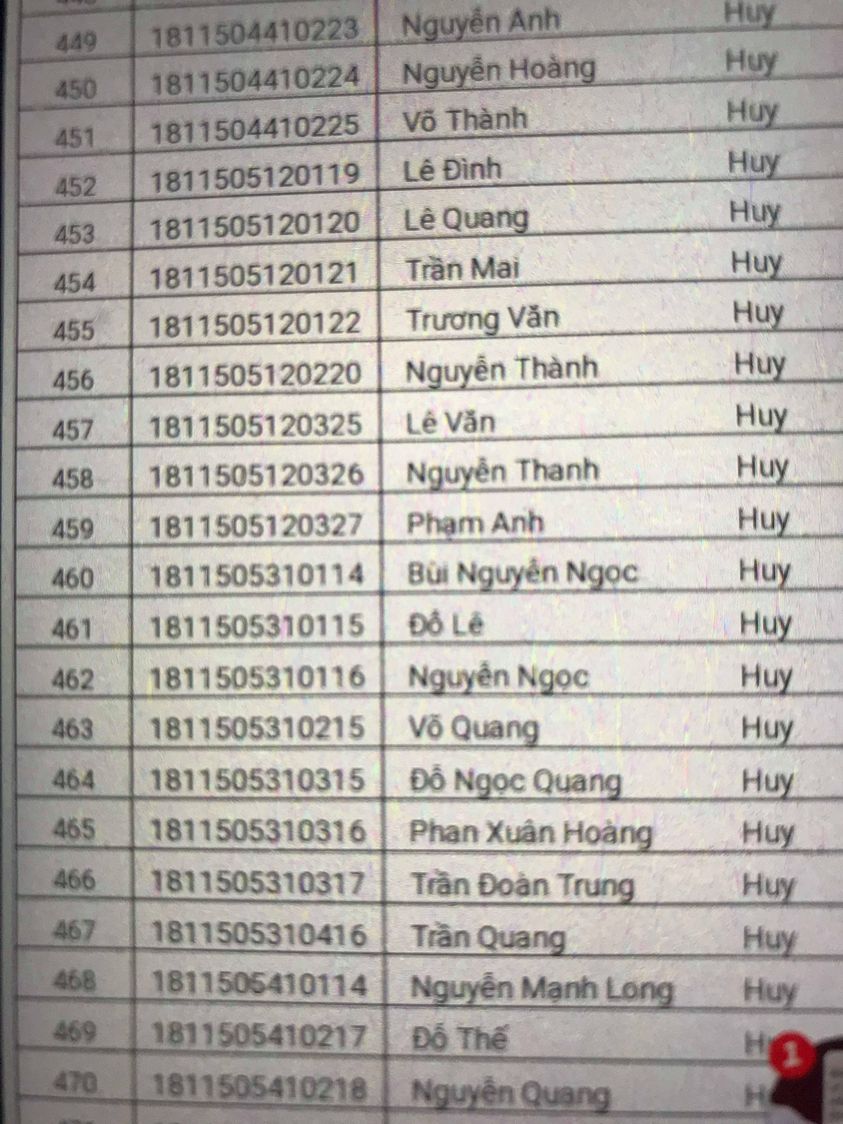 449 1811504410223 Nguyễn Anh Huy
450 1811504410224 Nguyễn Hoàng Huy
451 1811504410225 Võ Thành Huy
452 1811505120119 Lê Đình Huy
453 1811505120120 Lê Quang Huy
454 1811505120121 Trần Mai Huy
455 1811505120122 Trương Văn Huy
456 1811505120220 Nguyễn Thành Huy
457 1811505120325 Lê Văn Huy
458 1811505120326 Nguyễn Thanh Huy
459 1811505120327 Phạm Anh Huy
460 1811505310114 Bùi Nguyễn Ngọc Huy
461 1811505310115 Đỗ Lê Huy
462 1811505310116 Nguyễn Ngọc Huy
463 1811505310215 Võ Quang Huy
464 1811505310315 Đỗ Ngọc Quang Huy
465 1811505310316 Phan Xuân Hoàng Huy
466 1811505310317 Trần Đoàn Trung Huy
467 1811505310416 Trần Quang Huy
468 1811505410114 Nguyễn Mạnh Long Huy
469 1811505410217 Đỗ Thế
1
470 1811505410218 Nguyễn Quang